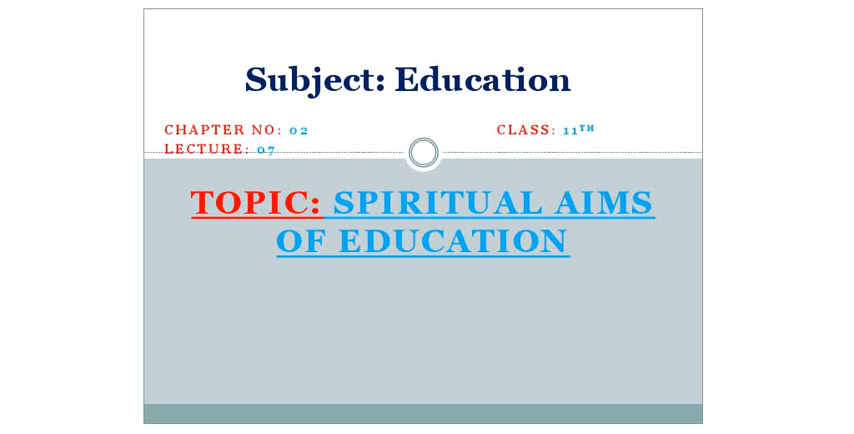 Subject: Education
CHAPTER NO: 02 CLASS: 11TH
LECTURE: 07
TOPIC: SPIRITUAL AIMS
OF EDUCATION